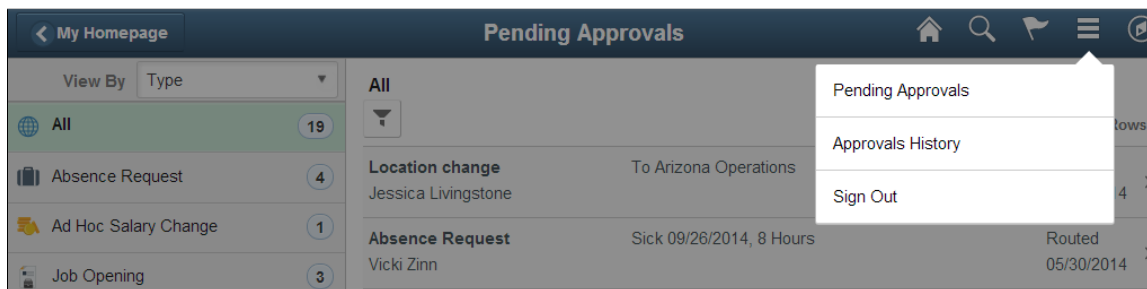 My Homepage
Pending Approvals
View By Type
All 19
Absence Request 4
Ad Hoc Salary Change 1
Job Opening 3
All
Rows
Location change To Arizona Operations
Jessica Livingstone 4
Absence Request Sick 09/26/2014, 8 Hours Routed
Vicki Zinn 05/30/2014
Pending Approvals
Approvals History
Sign Out